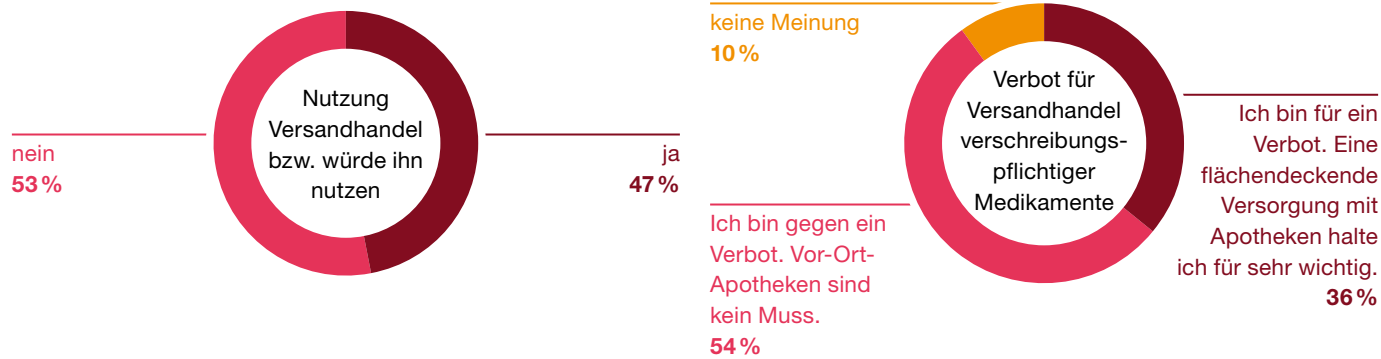 Nutzung
Versandhandel
bzw. würde ihn
nutzen
nein
53 %
ja
47 %
keine Meinung
10 %
Verbot für
Versandhandel
verschreibungs-
pflichtiger
Medikamente
Ich bin für ein
Verbot. Eine
flächendeckende
Versorgung mit
Apotheken halte
ich für sehr wichtig.
36 %
Ich bin gegen ein
Verbot. Vor-Ort-
Apotheken sind
kein Muss.
54 %